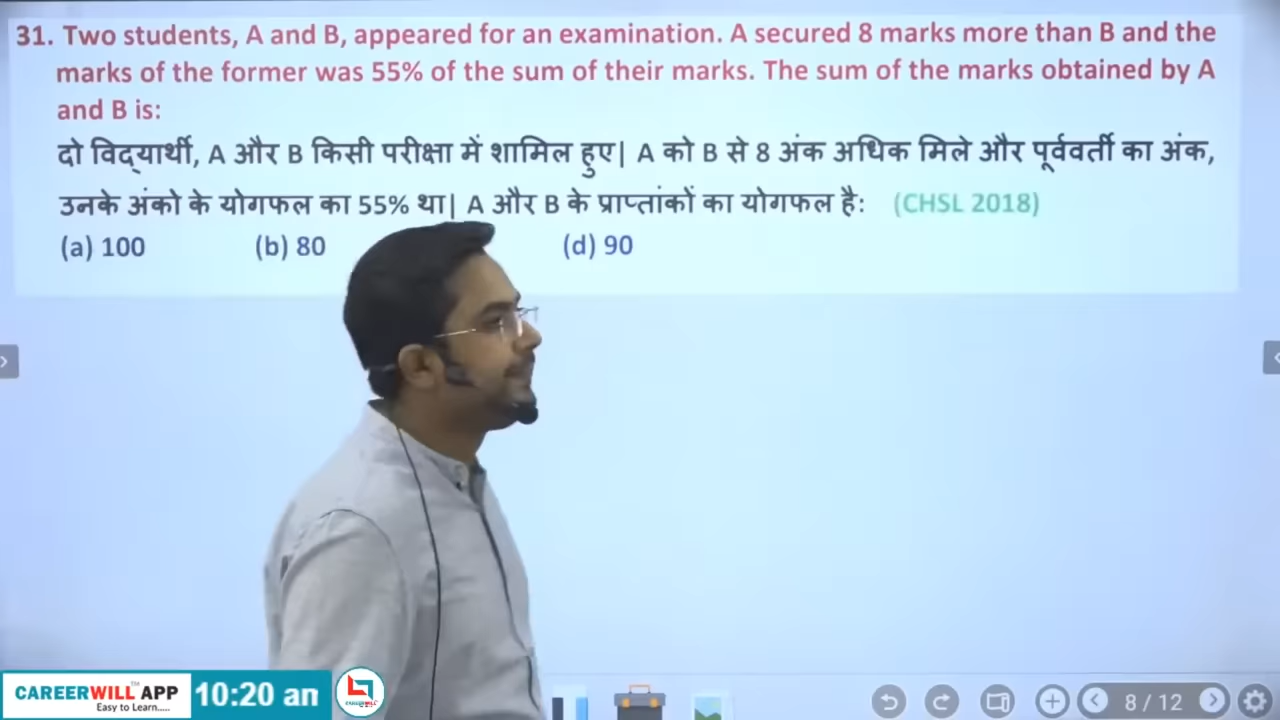 31. Two students, A and B, appeared for an examination. A secured 8 marks more than B and the
marks of the former was 55% of the sum of their marks. The sum of the marks obtained by A
and B is:
दो विद्यार्थी, A और B किसी परीक्षा में शामिल हुए| A को B से 8 अंक अधिक मिले और पूर्ववर्ती का अंक,
उनके अंको के योगफल का 55% था| A और B के प्राप्तांकों का योगफल है: (CHSL 2018)
(a) 100 (b) 80 (d) 90
CAREERWILL APP
Easy to Learn.....
10:20 an
CAREERWILL
8 / 12